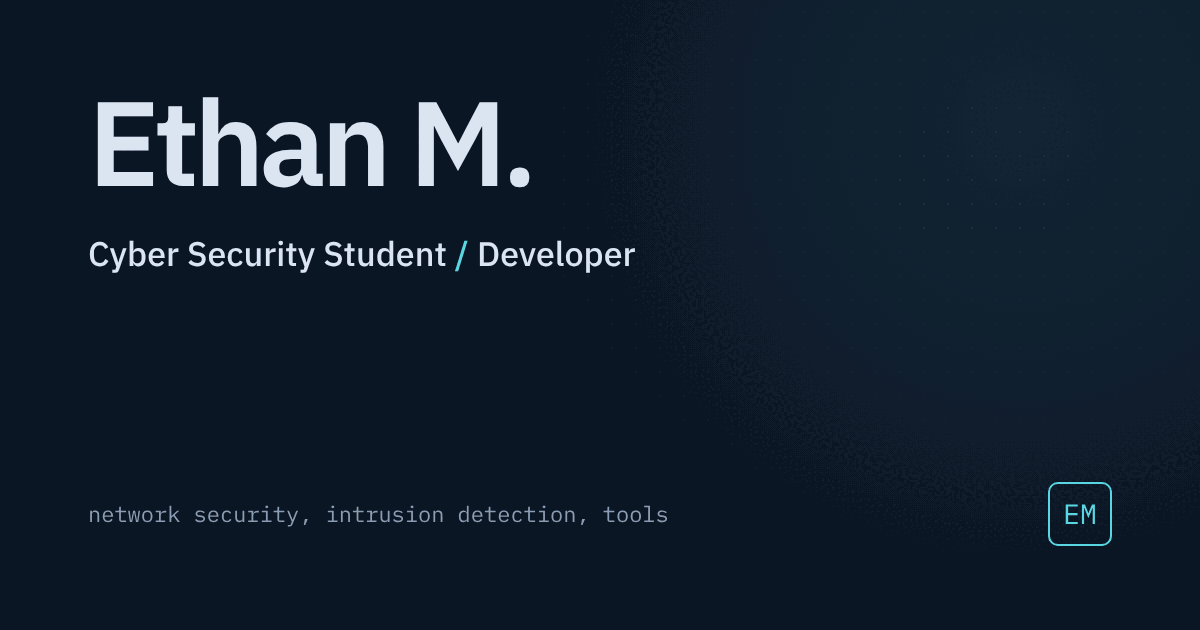 Ethan M.
Cyber Security Student / Developer
network security, intrusion detection, tools
EM